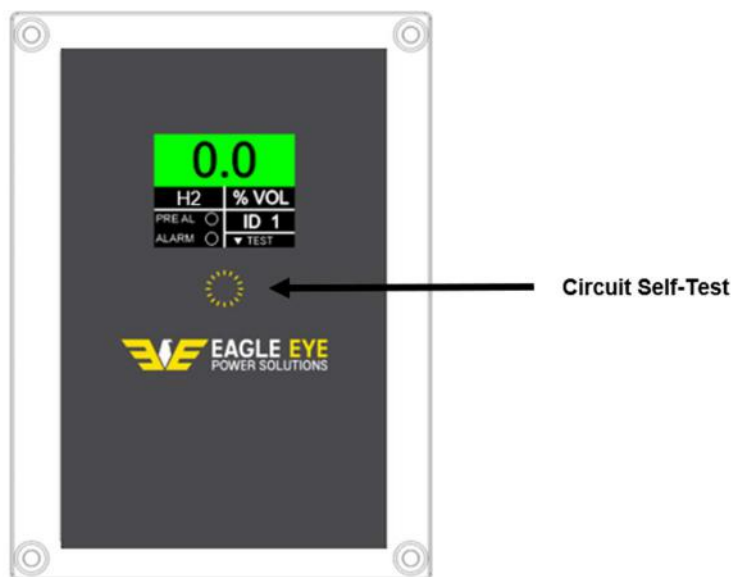 0.0
H2 % VOL
PRE AL ID 1
ALARM ▼ TEST
Circuit Self-Test
EAGLE EYE
POWER SOLUTIONS